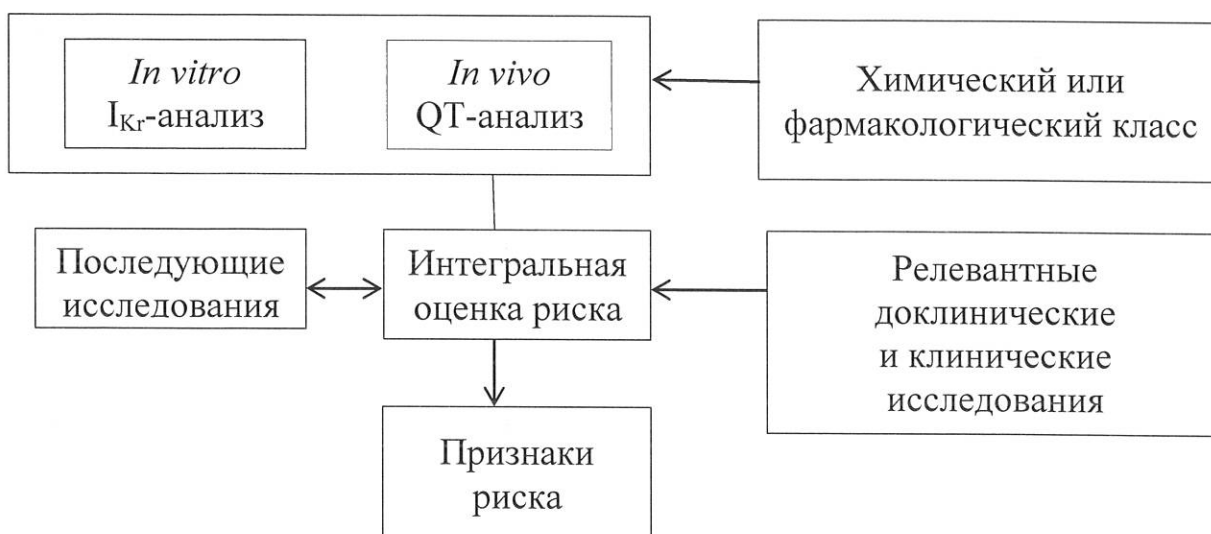 In vitro
IKr-анализ
In vivo
QT-анализ
Химический или
фармакологический класс
Последующие
исследования
Интегральная
оценка риска
Релевантные
доклинические
и клинические
исследования
Признаки
риска